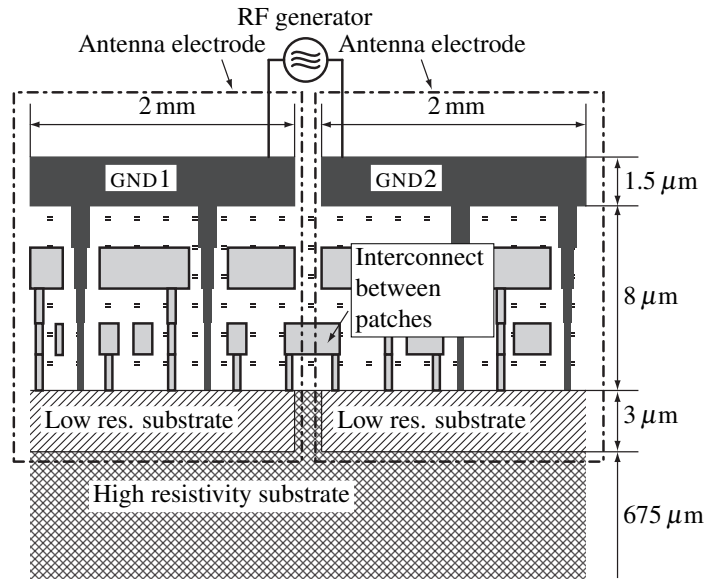 RF generator
Antenna electrode
Antenna electrode
2 mm
2 mm
GND1
GND2
1.5 μm
Interconnect
between
patches
8 μm
Low res. substrate
Low res. substrate
3 μm
High resistivity substrate
675 μm